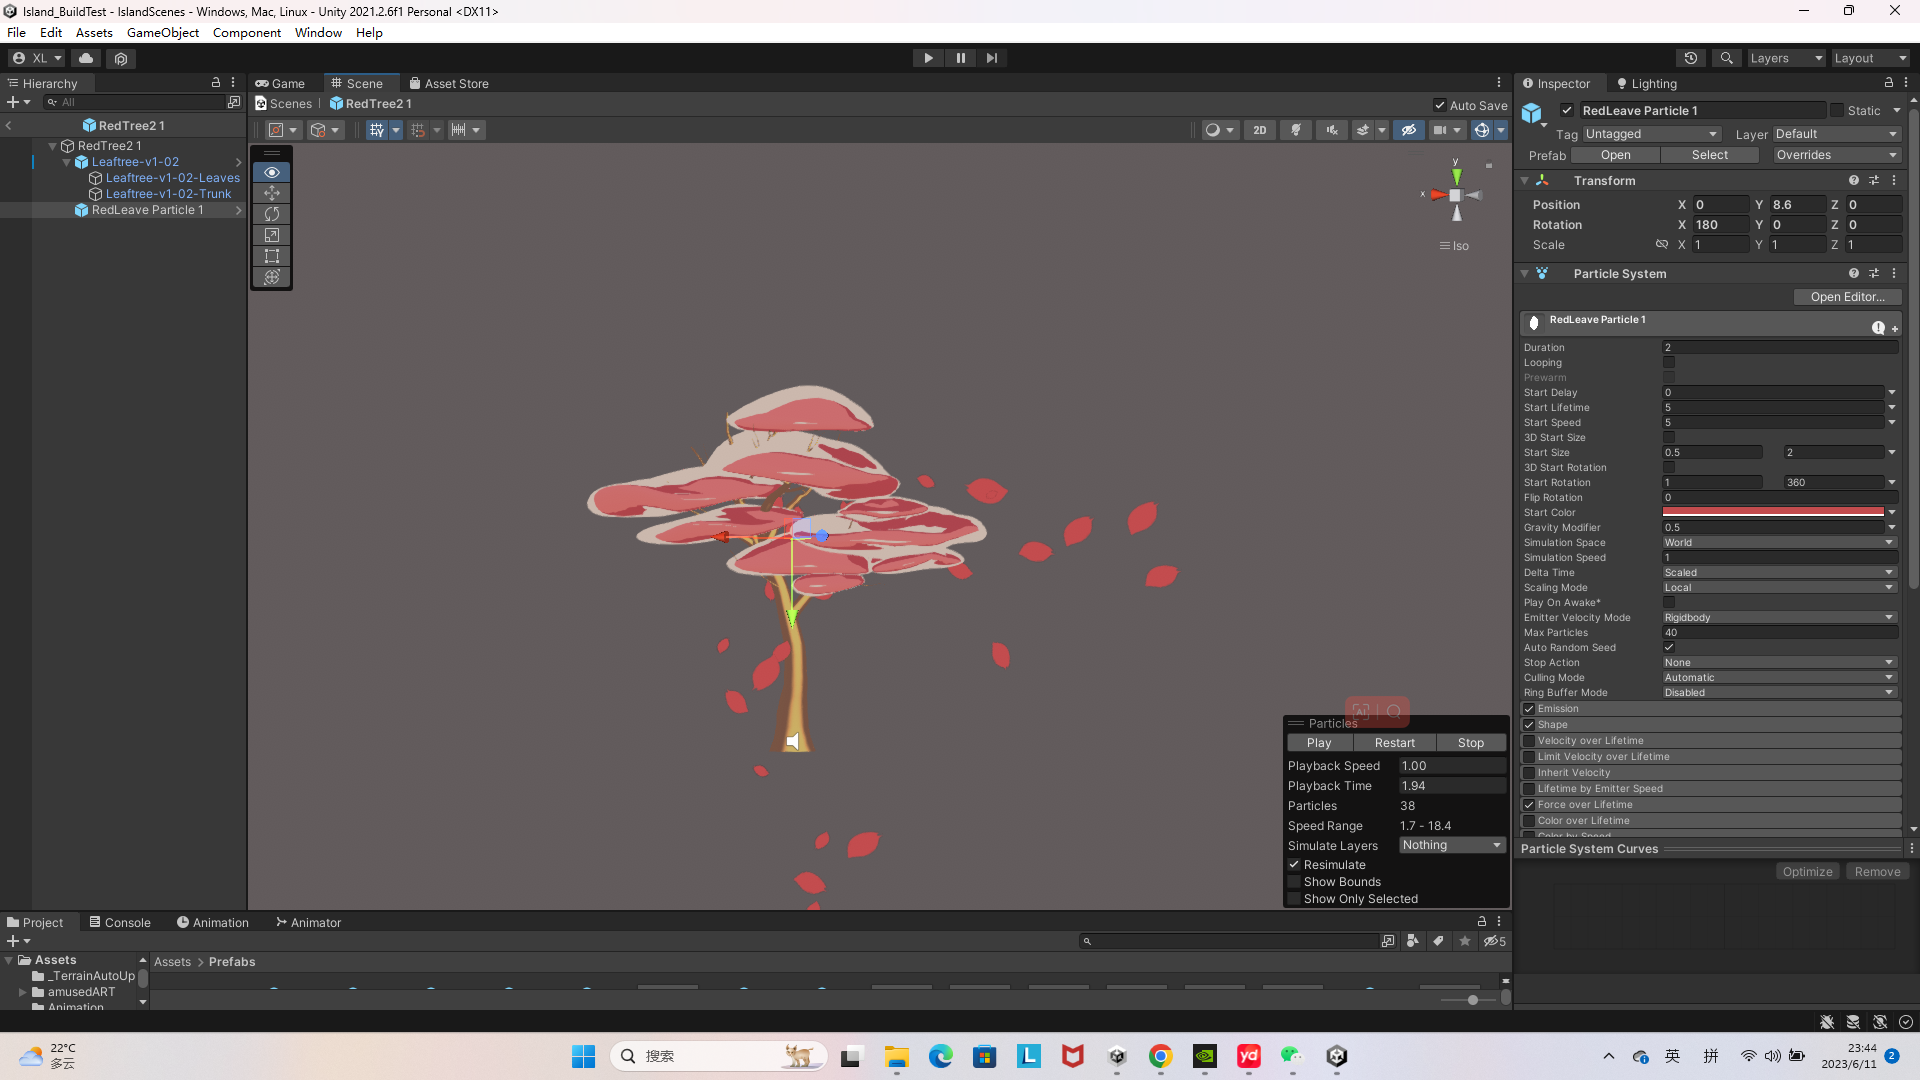 Island_BuildTest - IslandScenes - Windows, Mac, Linux - Unity 2021.2.6f1 Personal <DX11>
File Edit Assets GameObject Component Window Help
XL Layers Layout
Hierarchy Game Scene Asset Store Inspector Lighting
All Scenes RedTree2 1 Auto Save RedLeave Particle 1 Static
RedTree2 1 2D Tag Untagged Layer Default
RedTree2 1 Prefab Open Select Overrides
Leaftree-v1-02
Leaftree-v1-02-Leaves
Leaftree-v1-02-Trunk
RedLeave Particle 1
y
x
Iso
Transform
Position X 0 Y 8.6 Z 0
Rotation X 180 Y 0 Z 0
Scale X 1 Y 1 Z 1
Particle System
Open Editor...
RedLeave Particle 1
Duration 2
Looping
Prewarm
Start Delay 0
Start Lifetime 5
Start Speed 5
3D Start Size
Start Size 0.5 2
3D Start Rotation
Start Rotation 1 360
Flip Rotation 0
Start Color
Gravity Modifier 0.5
Simulation Space World
Simulation Speed 1
Delta Time Scaled
Scaling Mode Local
Play On Awake*
Emitter Velocity Mode Rigidbody
Max Particles 40
Auto Random Seed
Stop Action None
Culling Mode Automatic
Ring Buffer Mode Disabled
Emission
Shape
Velocity over Lifetime
Limit Velocity over Lifetime
Inherit Velocity
Lifetime by Emitter Speed
Force over Lifetime
Color over Lifetime
Color by Speed
Particle System Curves
Optimize Remove
Particles
Play Restart Stop
Playback Speed 1.00
Playback Time 1.94
Particles 38
Speed Range 1.7 - 18.4
Simulate Layers Nothing
Resimulate
Show Bounds
Show Only Selected
Project Console Animation Animator
5
Assets Assets > Prefabs
_TerrainAutoUp
amusedART
Animation
22°C
多云
搜索
L
yd
英 拼
23:44
2023/6/11 2